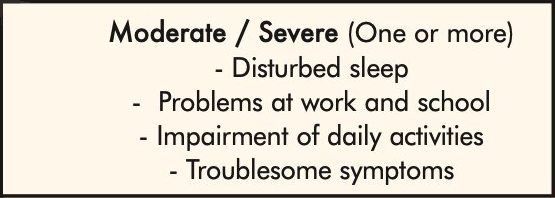 Moderate / Severe (One or more)
- Disturbed sleep
- Problems at work and school
- Impairment of daily activities
- Troublesome symptoms